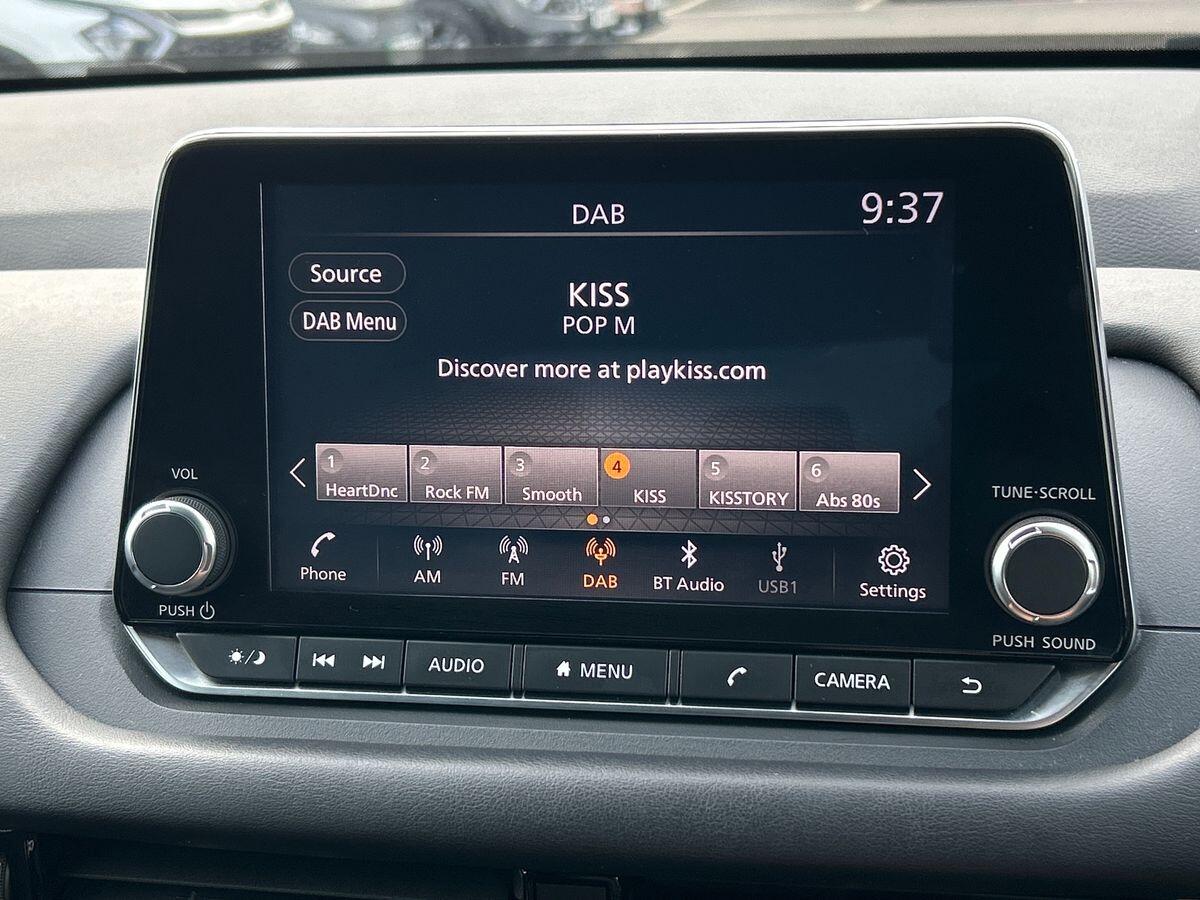 DAB
9:37
Source
DAB Menu
KISS
POP M
Discover more at playkiss.com
1 HeartDnc
2 Rock FM
3 Smooth
4 KISS
5 KISSTORY
6 Abs 80s
Phone
AM
FM
DAB
BT Audio
USB1
Settings
VOL
PUSH
TUNE·SCROLL
PUSH SOUND
AUDIO
MENU
CAMERA